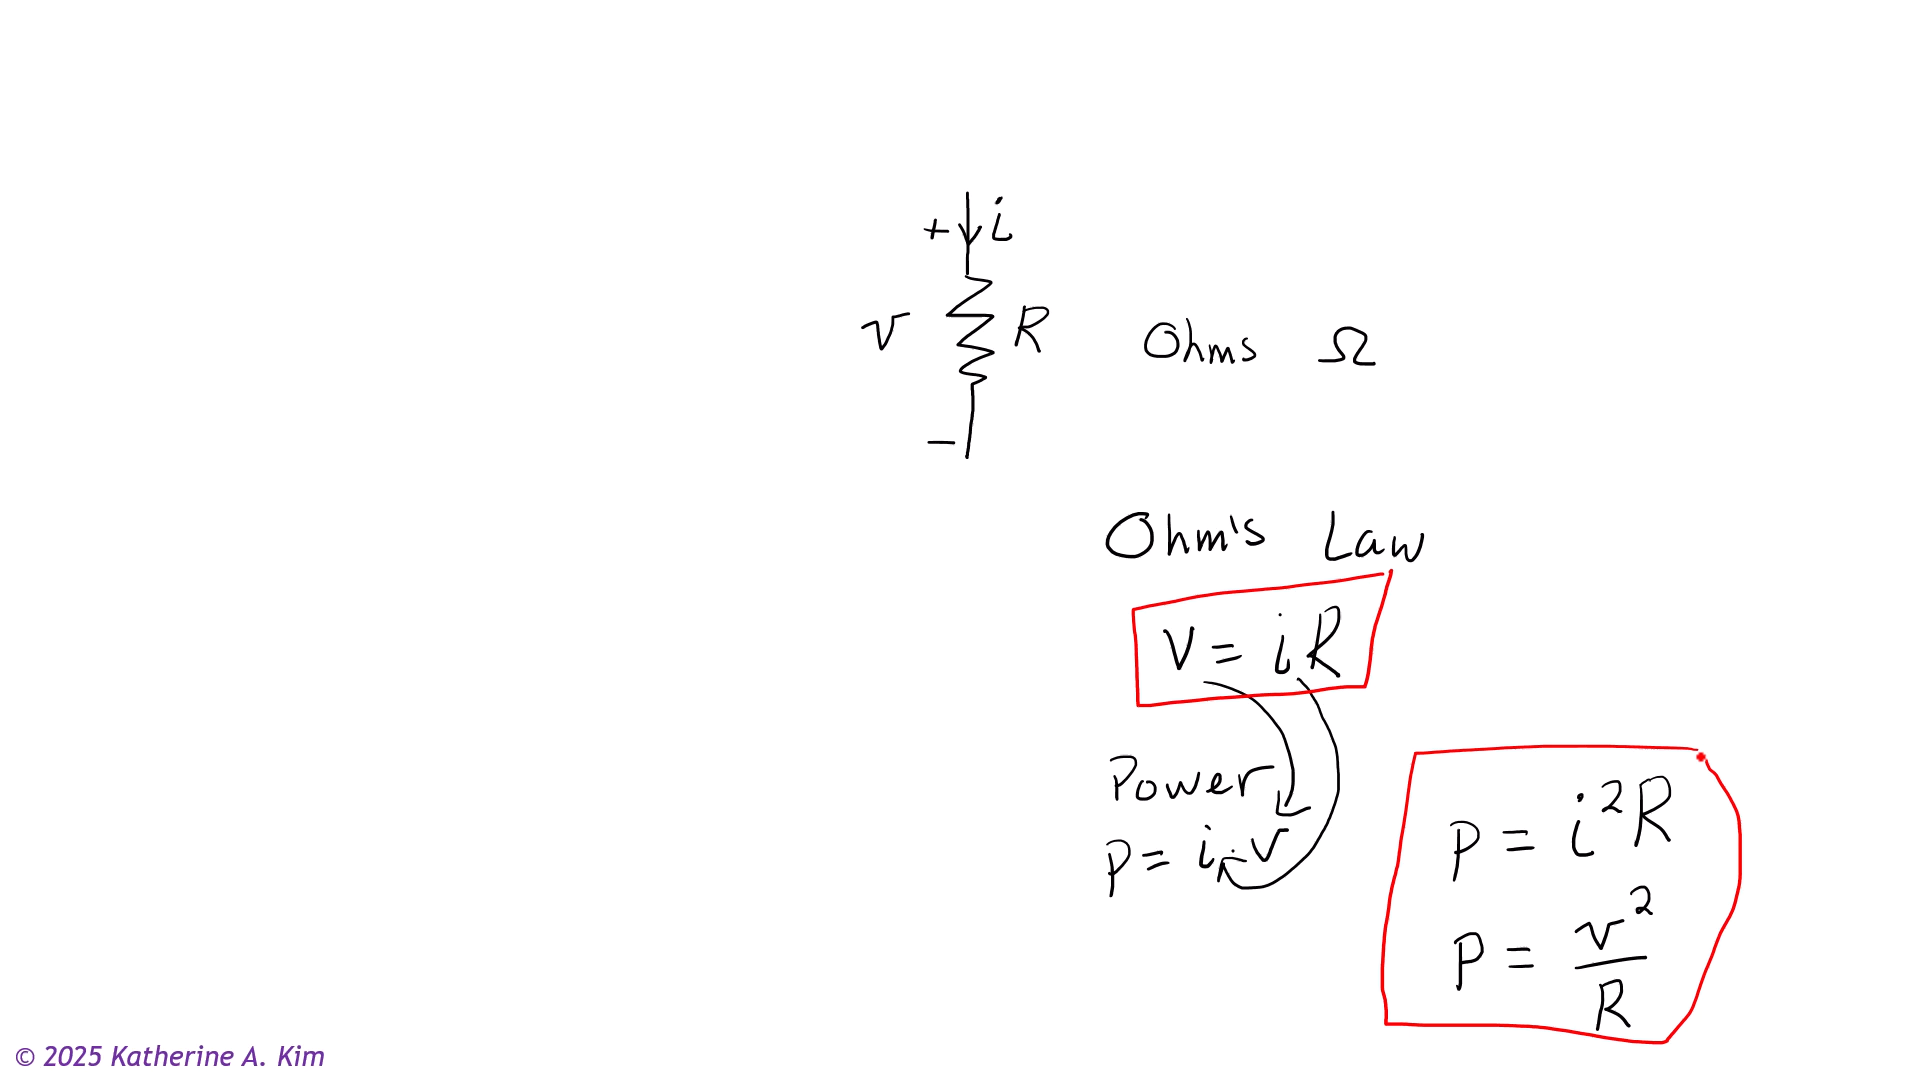 + i
v R Ohms Ω
−
Ohm's Law
v = iR
Power
p = i · v
p = i²R
p = v²/R
© 2025 Katherine A. Kim